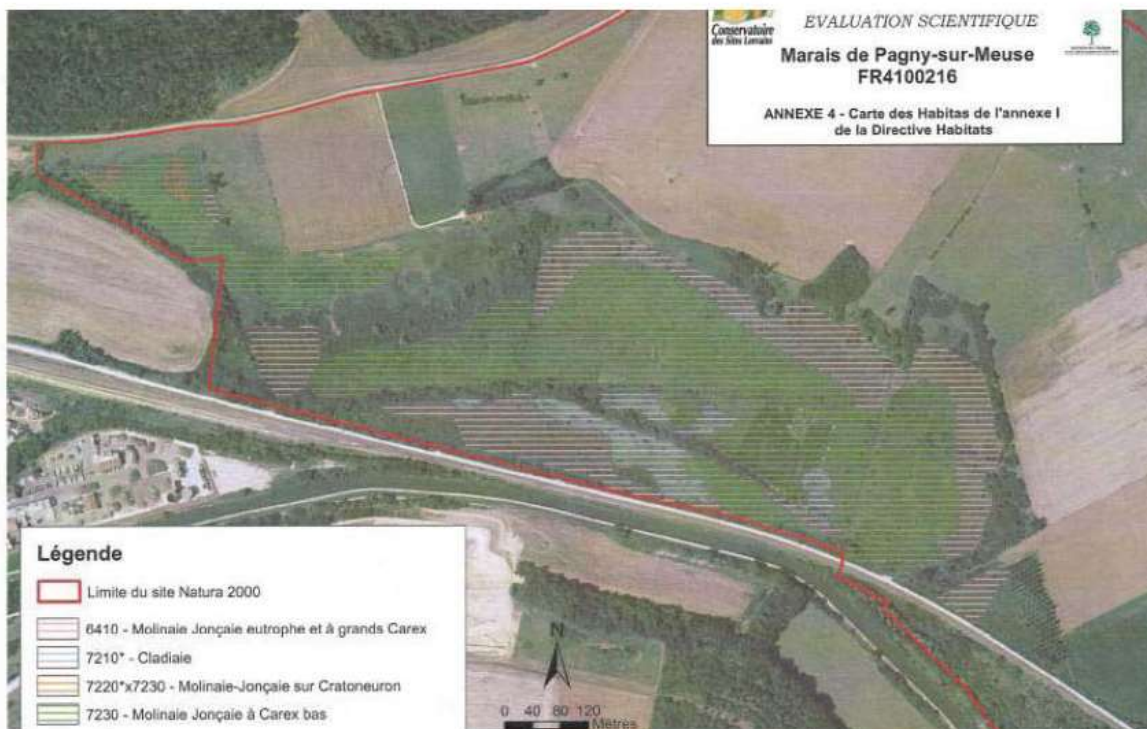 Conservatoire
des Sites Lorrains
EVALUATION SCIENTIFIQUE
Marais de Pagny-sur-Meuse
FR4100216
ANNEXE 4 - Carte des Habitas de l'annexe I
de la Directive Habitats
Légende
Limite du site Natura 2000
6410 - Molinaie Jonçaie eutrophe et à grands Carex
7210* - Cladiaie
7220*x7230 - Molinaie-Jonçaie sur Cratoneuron
7230 - Molinaie Jonçaie à Carex bas
N
0 40 80 120
Mètres